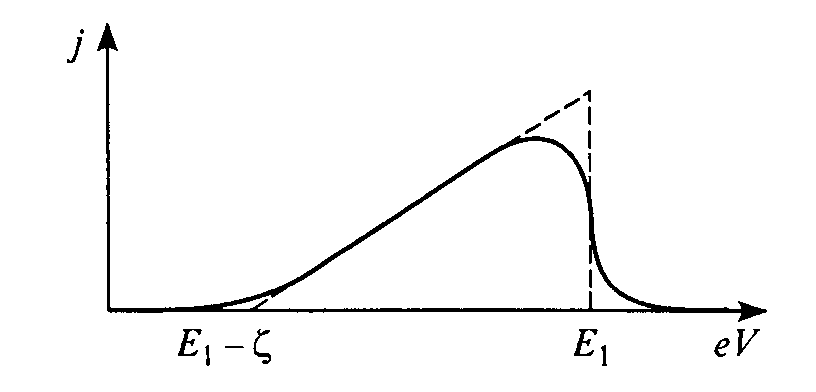 j
E₁ – ζ
E₁
eV